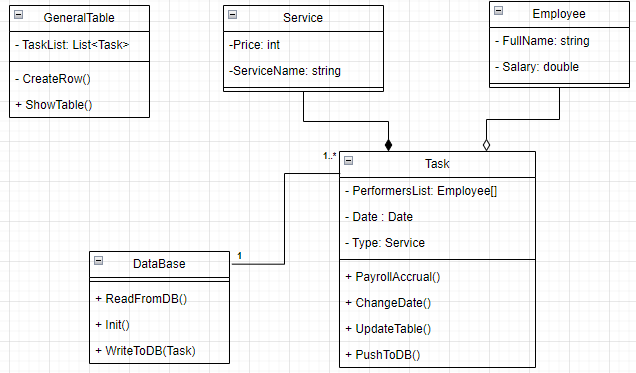 GeneralTable
- TaskList: List<Task>
- CreateRow()
+ ShowTable()
Service
-Price: int
-ServiceName: string
Employee
- FullName: string
- Salary: double
1..*
Task
- PerformersList: Employee[]
- Date : Date
- Type: Service
+ PayrollAccrual()
+ ChangeDate()
+ UpdateTable()
+ PushToDB()
1
DataBase
+ ReadFromDB()
+ Init()
+ WriteToDB(Task)